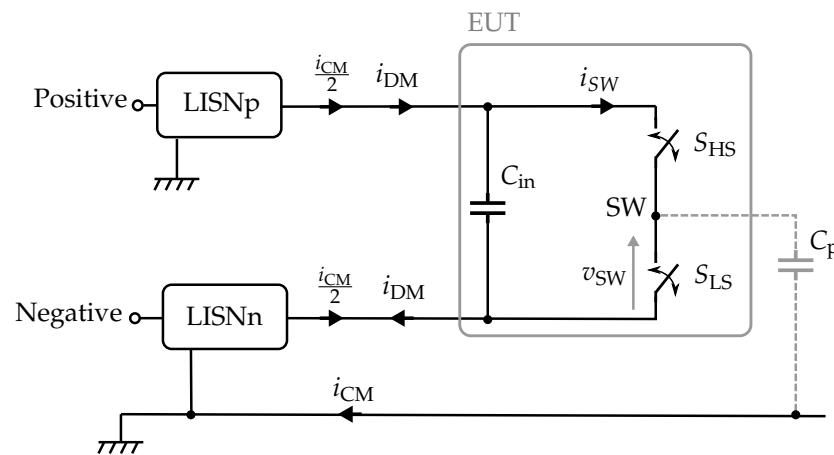 EUT
i_CM/2
i_DM
i_SW
Positive
LISNp
S_HS
C_in
SW
C_p
i_CM/2
i_DM
v_SW
S_LS
Negative
LISNn
i_CM